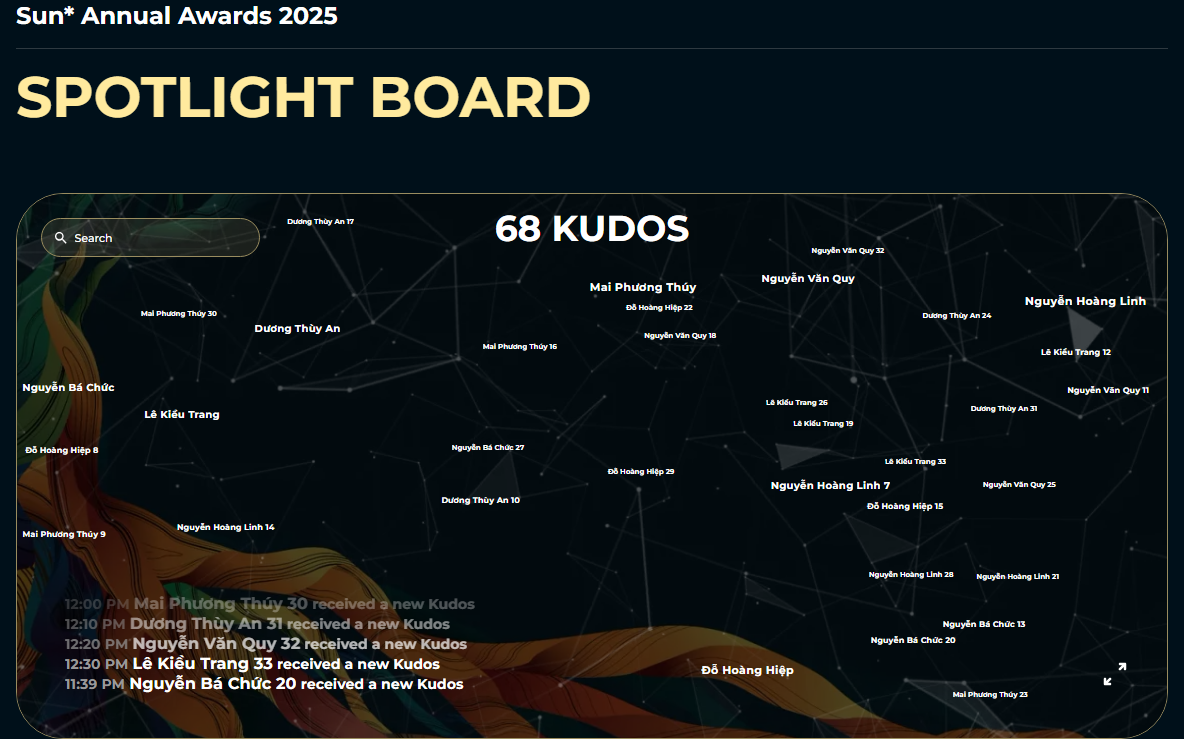 Sun* Annual Awards 2025
SPOTLIGHT BOARD
Search
Dương Thùy An 17
68 KUDOS
Nguyễn Văn Quy 32
Nguyễn Văn Quy
Mai Phương Thúy
Nguyễn Hoàng Linh
Đỗ Hoàng Hiệp 22
Mai Phương Thúy 30
Dương Thùy An 24
Dương Thùy An
Nguyễn Văn Quy 18
Mai Phương Thúy 16
Lê Kiều Trang 12
Nguyễn Bá Chức
Nguyễn Văn Quy 11
Lê Kiều Trang 26
Dương Thùy An 31
Lê Kiều Trang
Lê Kiều Trang 19
Nguyễn Bá Chức 27
Đỗ Hoàng Hiệp 8
Lê Kiều Trang 33
Đỗ Hoàng Hiệp 29
Nguyễn Hoàng Linh 7
Nguyễn Văn Quy 25
Dương Thùy An 10
Đỗ Hoàng Hiệp 15
Nguyễn Hoàng Linh 14
Mai Phương Thúy 9
Nguyễn Hoàng Linh 28
Nguyễn Hoàng Linh 21
12:00 PM Mai Phương Thúy 30 received a new Kudos
12:10 PM Dương Thùy An 31 received a new Kudos
Nguyễn Bá Chức 13
Nguyễn Bá Chức 20
12:20 PM Nguyễn Văn Quy 32 received a new Kudos
12:30 PM Lê Kiều Trang 33 received a new Kudos
Đỗ Hoàng Hiệp
11:39 PM Nguyễn Bá Chức 20 received a new Kudos
Mai Phương Thúy 23